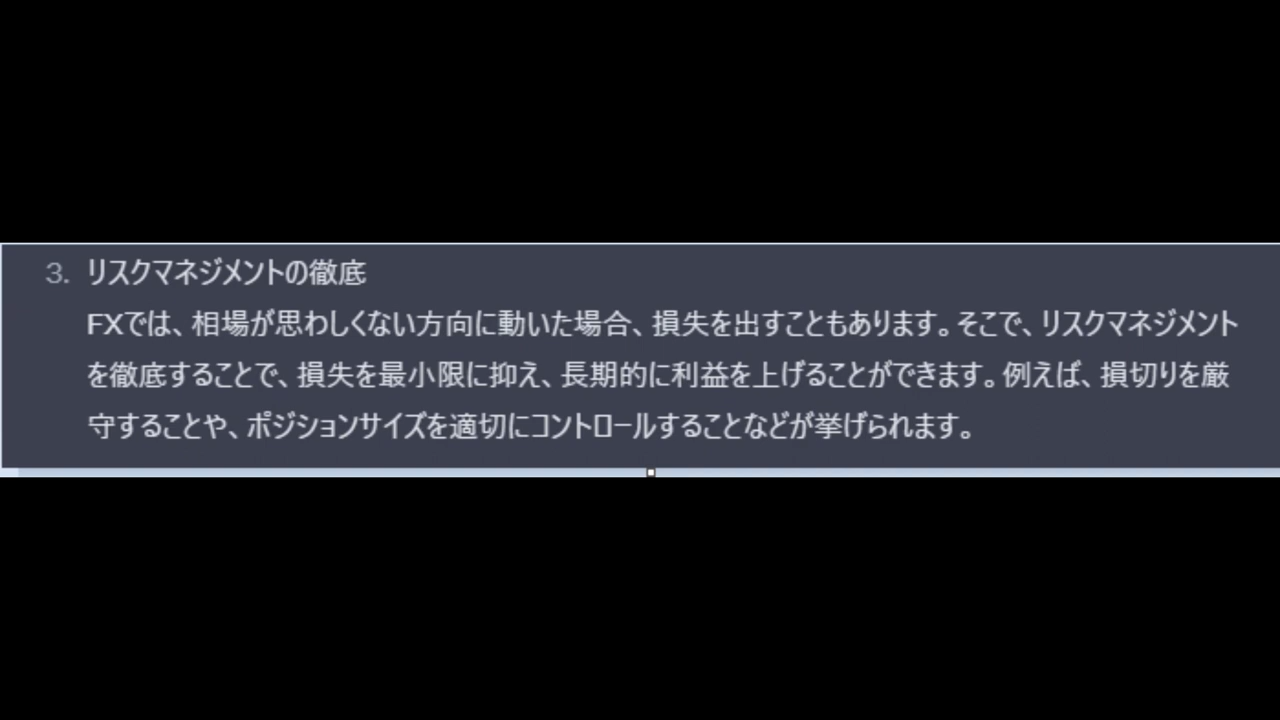 3. リスクマネジメントの徹底
FXでは、相場が思わしくない方向に動いた場合、損失を出すこともあります。そこで、リスクマネジメント
を徹底することで、損失を最小限に抑え、長期的に利益を上げることができます。例えば、損切りを厳
守することや、ポジションサイズを適切にコントロールすることなどが挙げられます。